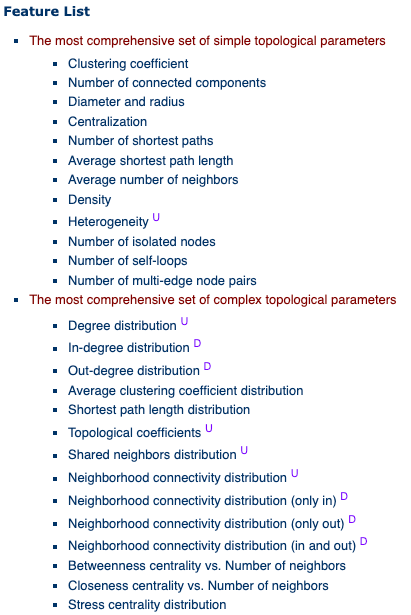 Feature List
The most comprehensive set of simple topological parameters
Clustering coefficient
Number of connected components
Diameter and radius
Centralization
Number of shortest paths
Average shortest path length
Average number of neighbors
Density
Heterogeneity U
Number of isolated nodes
Number of self-loops
Number of multi-edge node pairs
The most comprehensive set of complex topological parameters
Degree distribution U
In-degree distribution D
Out-degree distribution D
Average clustering coefficient distribution
Shortest path length distribution
Topological coefficients U
Shared neighbors distribution U
Neighborhood connectivity distribution U
Neighborhood connectivity distribution (only in) D
Neighborhood connectivity distribution (only out) D
Neighborhood connectivity distribution (in and out) D
Betweenness centrality vs. Number of neighbors
Closeness centrality vs. Number of neighbors
Stress centrality distribution